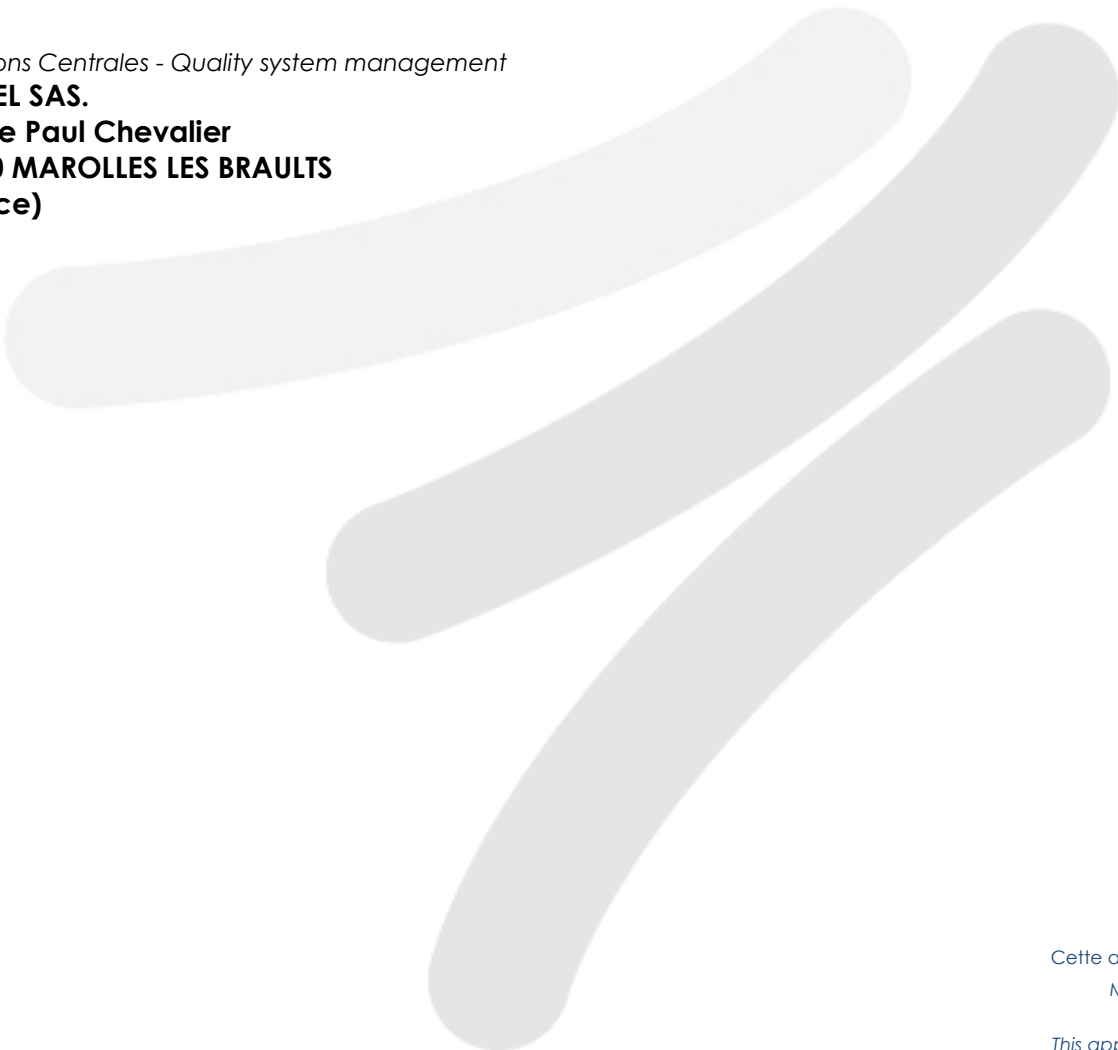 ons Centrales - Quality system management
EL SAS.
e Paul Chevalier
0 MAROLLES LES BRAULTS
ce)
Cette a
M
This app